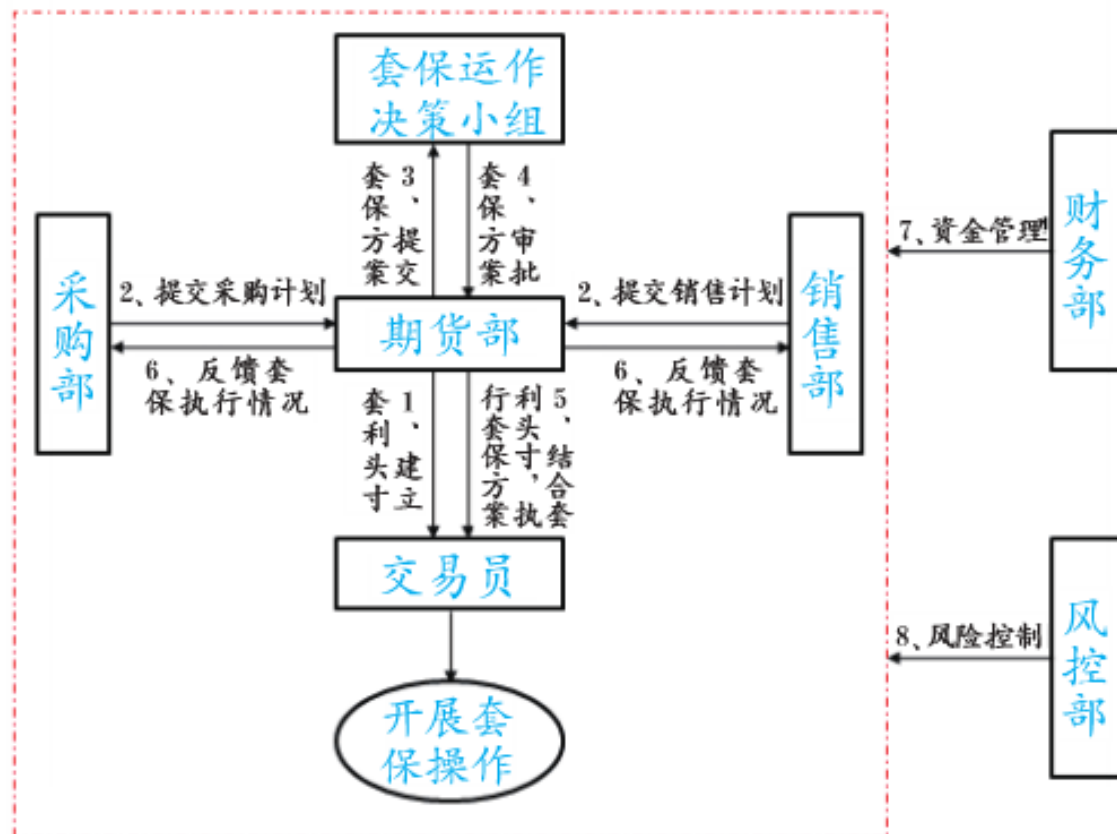 套保运作
决策小组
3、提交
套保方案
4、审批
套保方案
采购部
2、提交采购计划
期货部
2、提交销售计划
销售部
7、资金管理
财务部
6、反馈套
保执行情况
6、反馈套
保执行情况
1、建立
套利头寸
5、结合套
利头寸，执
行套保方案
交易员
8、风险控制
风控部
开展套
保操作